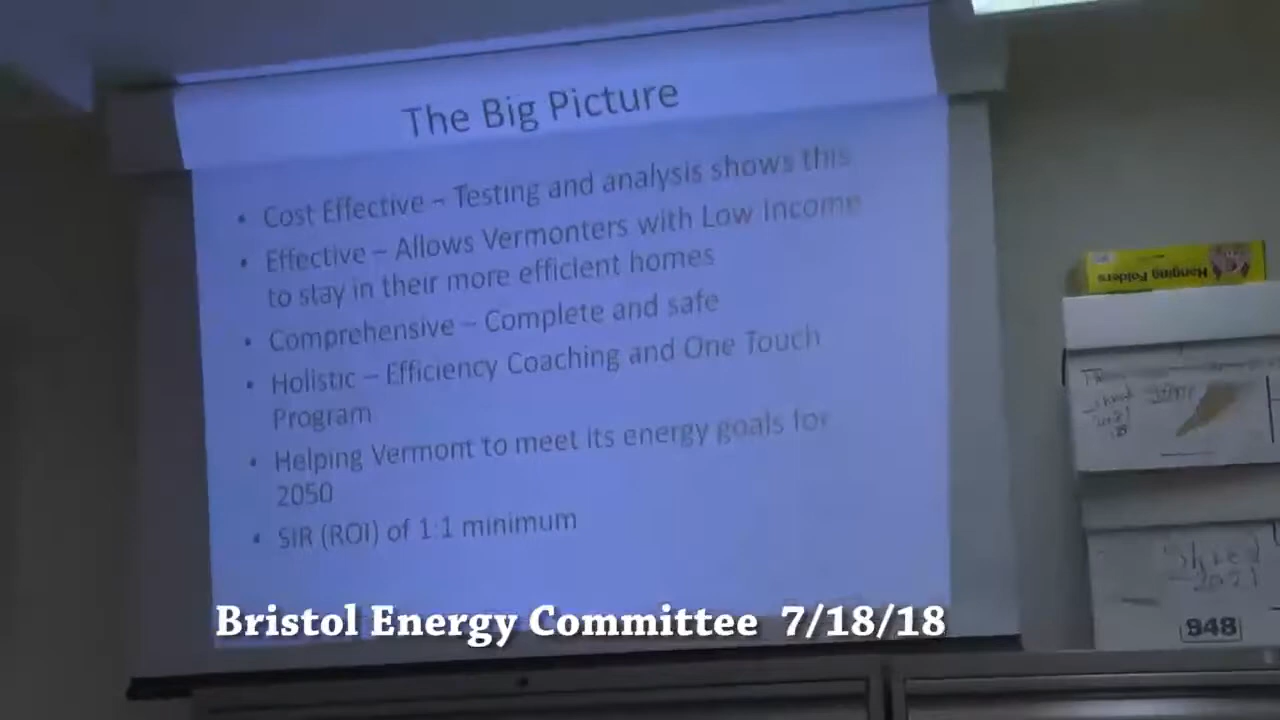 The Big Picture
• Cost Effective – Testing and analysis shows this
• Effective – Allows Vermonters with Low Income
to stay in their more efficient homes
• Comprehensive – Complete and safe
• Holistic – Efficiency Coaching and One Touch
Program
• Helping Vermont to meet its energy goals for
2050
• SIR (ROI) of 1:1 minimum
Bristol Energy Committee 7/18/18
Hanging Folders
Shred
2021
948